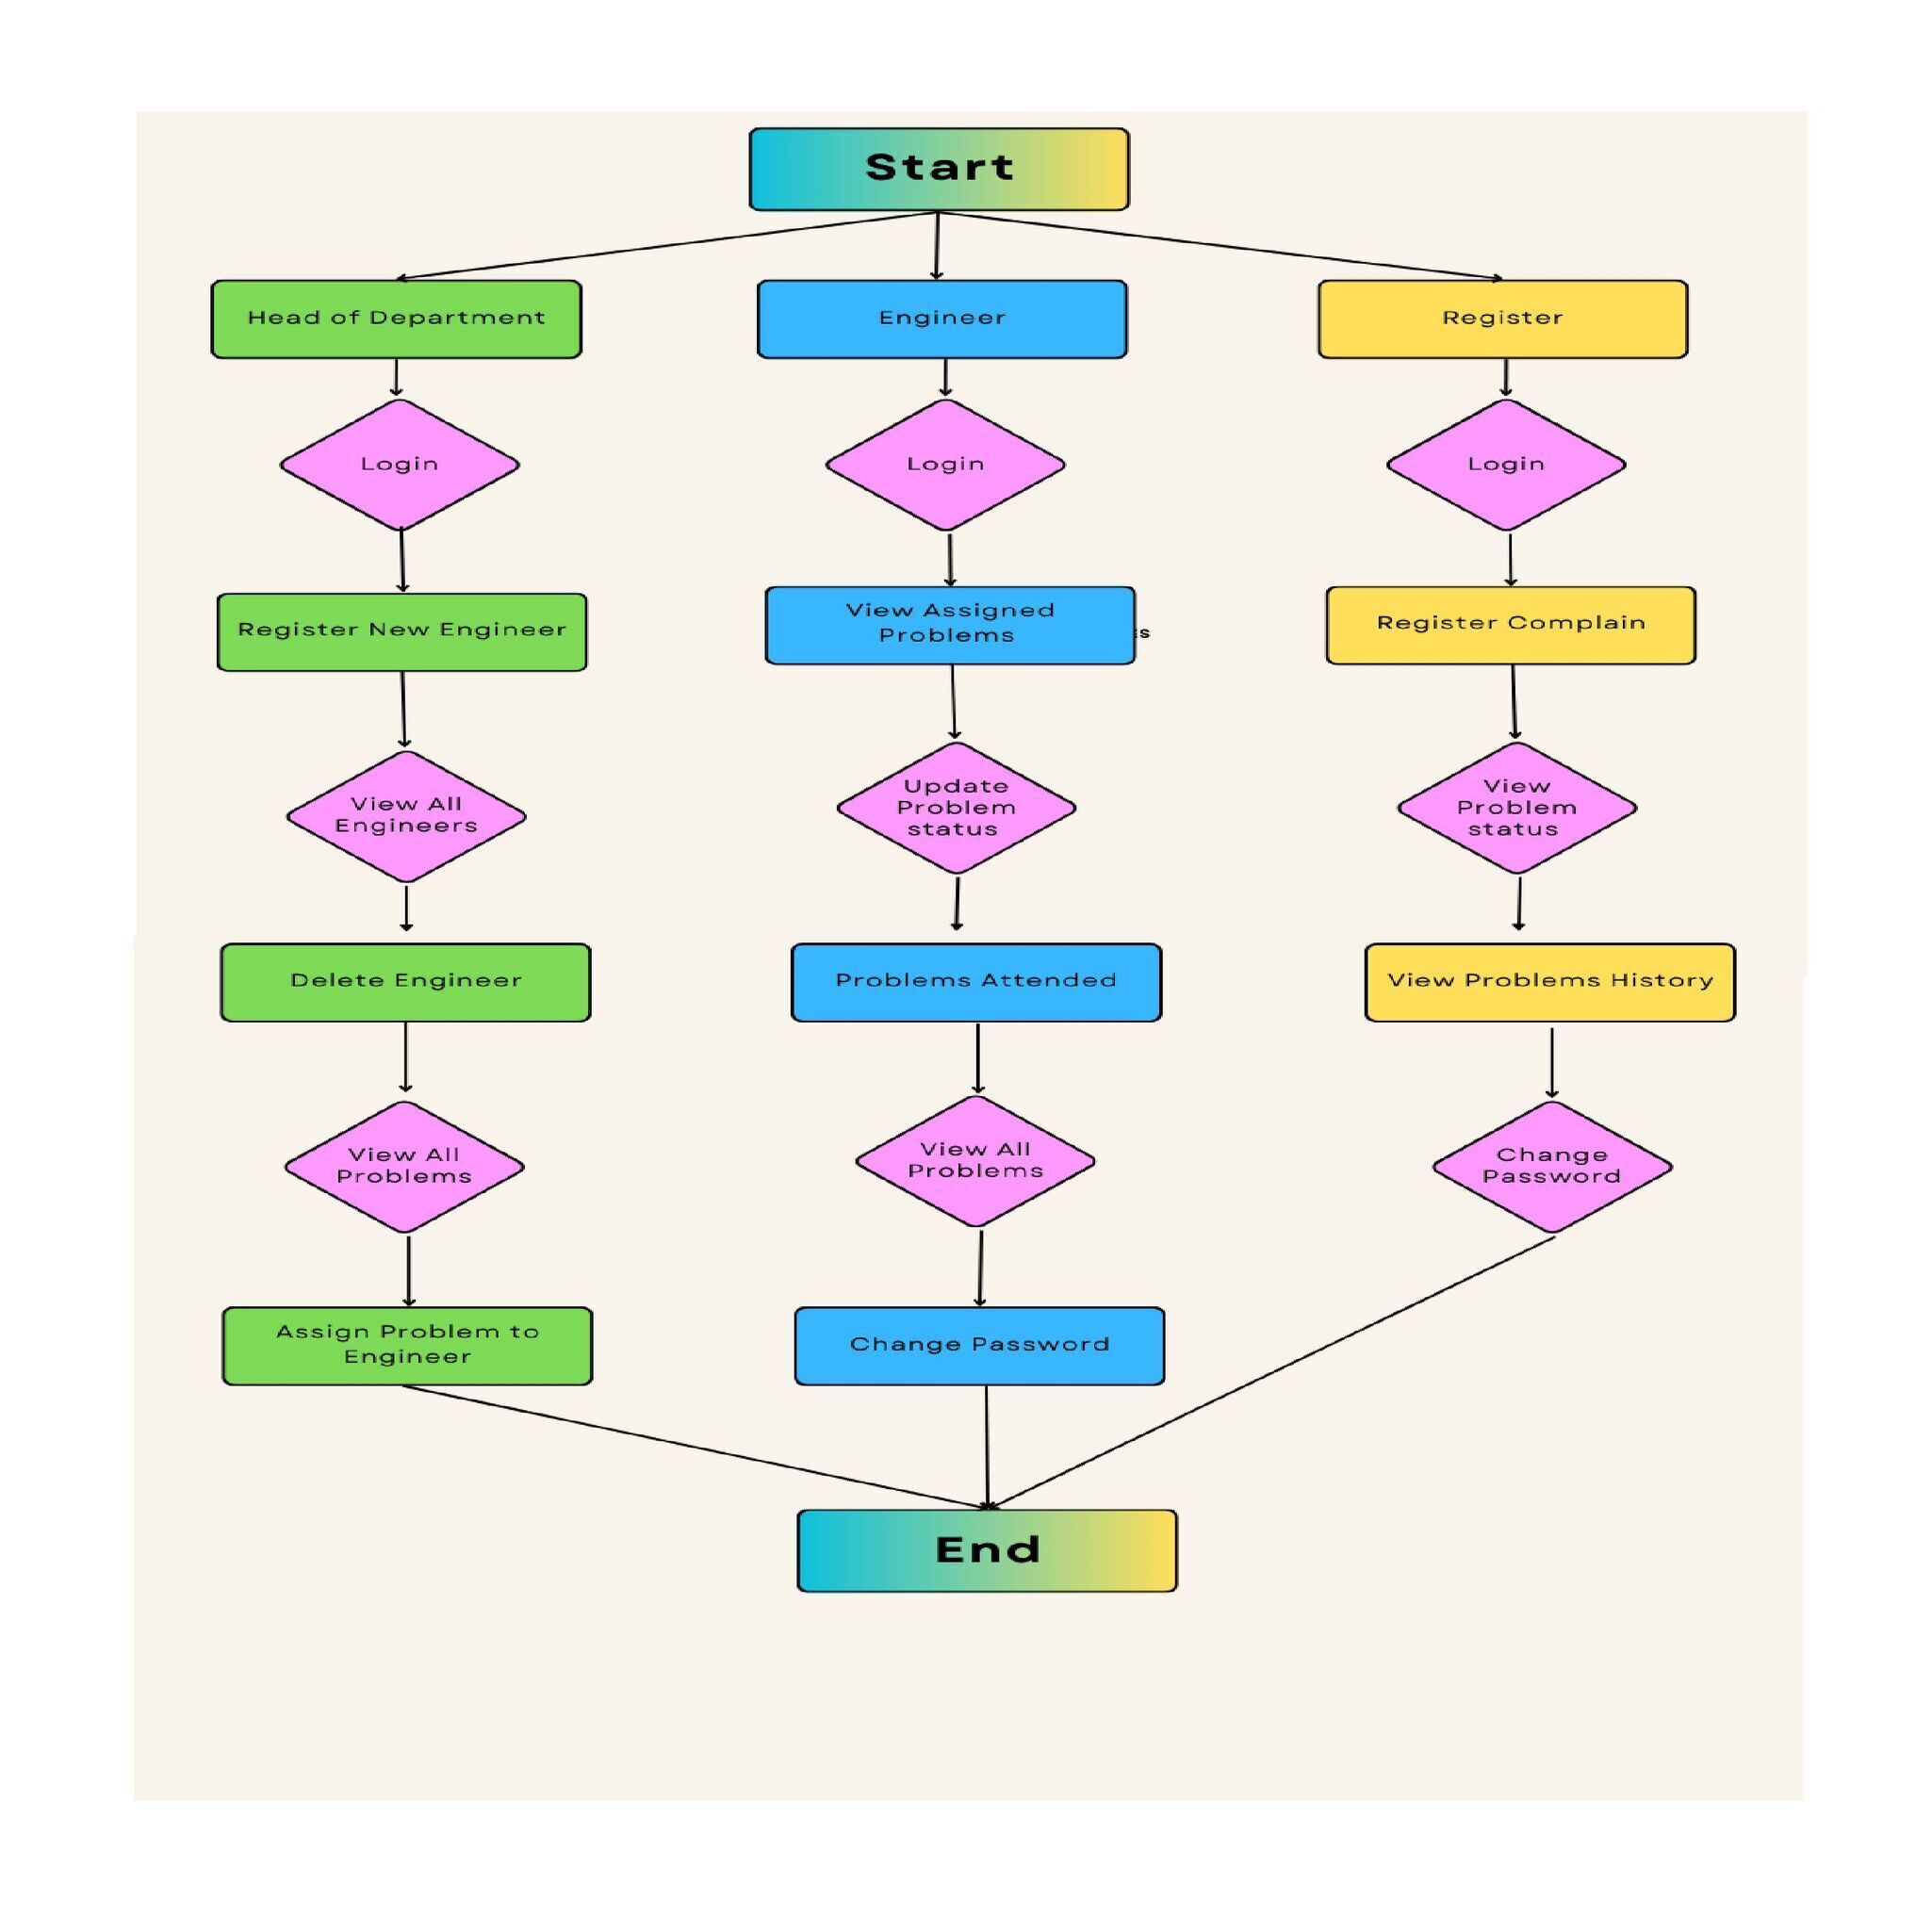 Start
Head of Department
Engineer
Register
Login
Login
Login
Register New Engineer
View Assigned
Problems
s
Register Complain
View All
Engineers
Update
Problem
status
View
Problem
status
Delete Engineer
Problems Attended
View Problems History
View All
Problems
View All
Problems
Change
Password
Assign Problem to
Engineer
Change Password
End